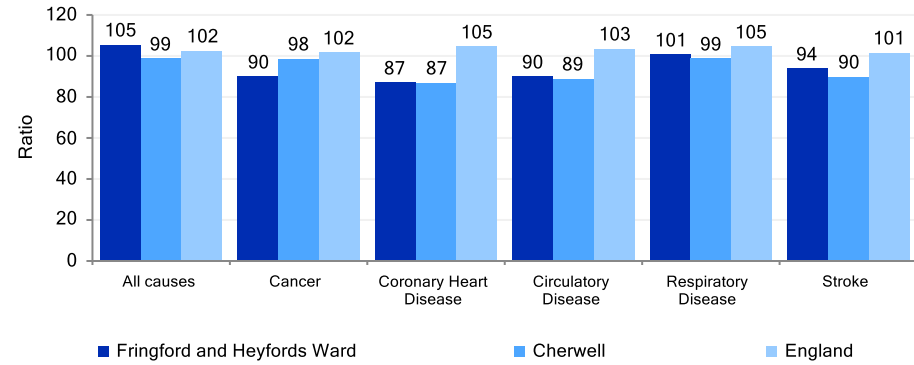 120
100
80
60
40
20
0
Ratio
105 99 102
90 98 102
87 87 105
90 89 103
101 99 105
94 90 101
All causes
Cancer
Coronary Heart
Disease
Circulatory
Disease
Respiratory
Disease
Stroke
Fringford and Heyfords Ward
Cherwell
England